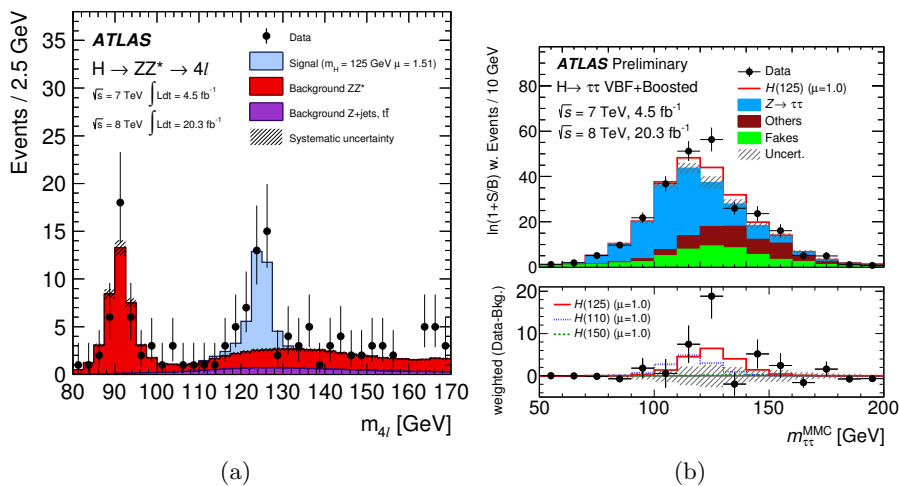 ATLAS
H → ZZ* → 4l
√s = 7 TeV ∫Ldt = 4.5 fb⁻¹
√s = 8 TeV ∫Ldt = 20.3 fb⁻¹
Data
Signal (m_H = 125 GeV μ = 1.51)
Background ZZ*
Background Z+jets, tt̄
Systematic uncertainty
Events / 2.5 GeV
35
30
25
20
15
10
5
0
80 90 100 110 120 130 140 150 160 170
m_4l [GeV]
(a)
ATLAS Preliminary
H→ ττ VBF+Boosted
√s = 7 TeV, 4.5 fb⁻¹
√s = 8 TeV, 20.3 fb⁻¹
Data
H(125) (μ=1.0)
Z → ττ
Others
Fakes
Uncert.
ln(1+S/B) w. Events / 10 GeV
80
60
40
20
0
H(125) (μ=1.0)
H(110) (μ=1.0)
H(150) (μ=1.0)
weighted (Data-Bkg.)
20
10
0
50 100 150 200
m_ττ^MMC [GeV]
(b)